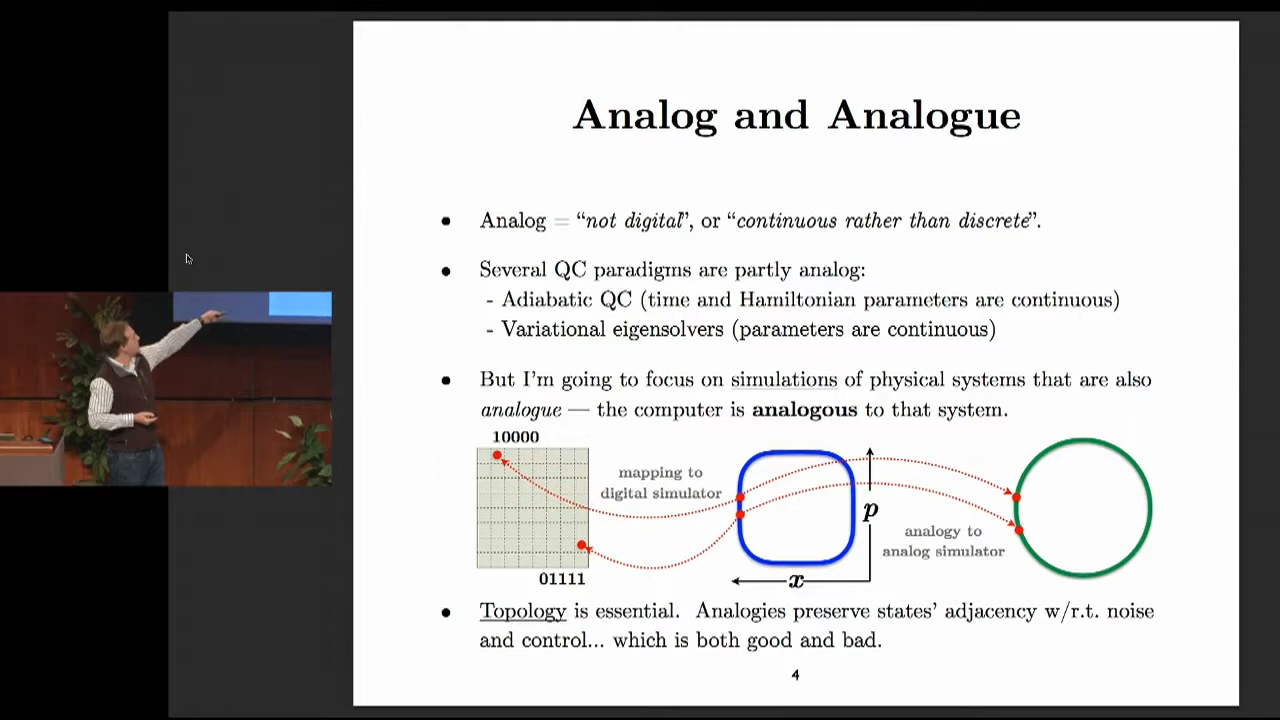 Analog and Analogue
• Analog = “not digital”, or “continuous rather than discrete”.
• Several QC paradigms are partly analog:
- Adiabatic QC (time and Hamiltonian parameters are continuous)
- Variational eigensolvers (parameters are continuous)
• But I’m going to focus on simulations of physical systems that are also
analogue — the computer is analogous to that system.
10000
mapping to
digital simulator
01111
p
x
analogy to
analog simulator
• Topology is essential. Analogies preserve states’ adjacency w/r.t. noise
and control... which is both good and bad.
4